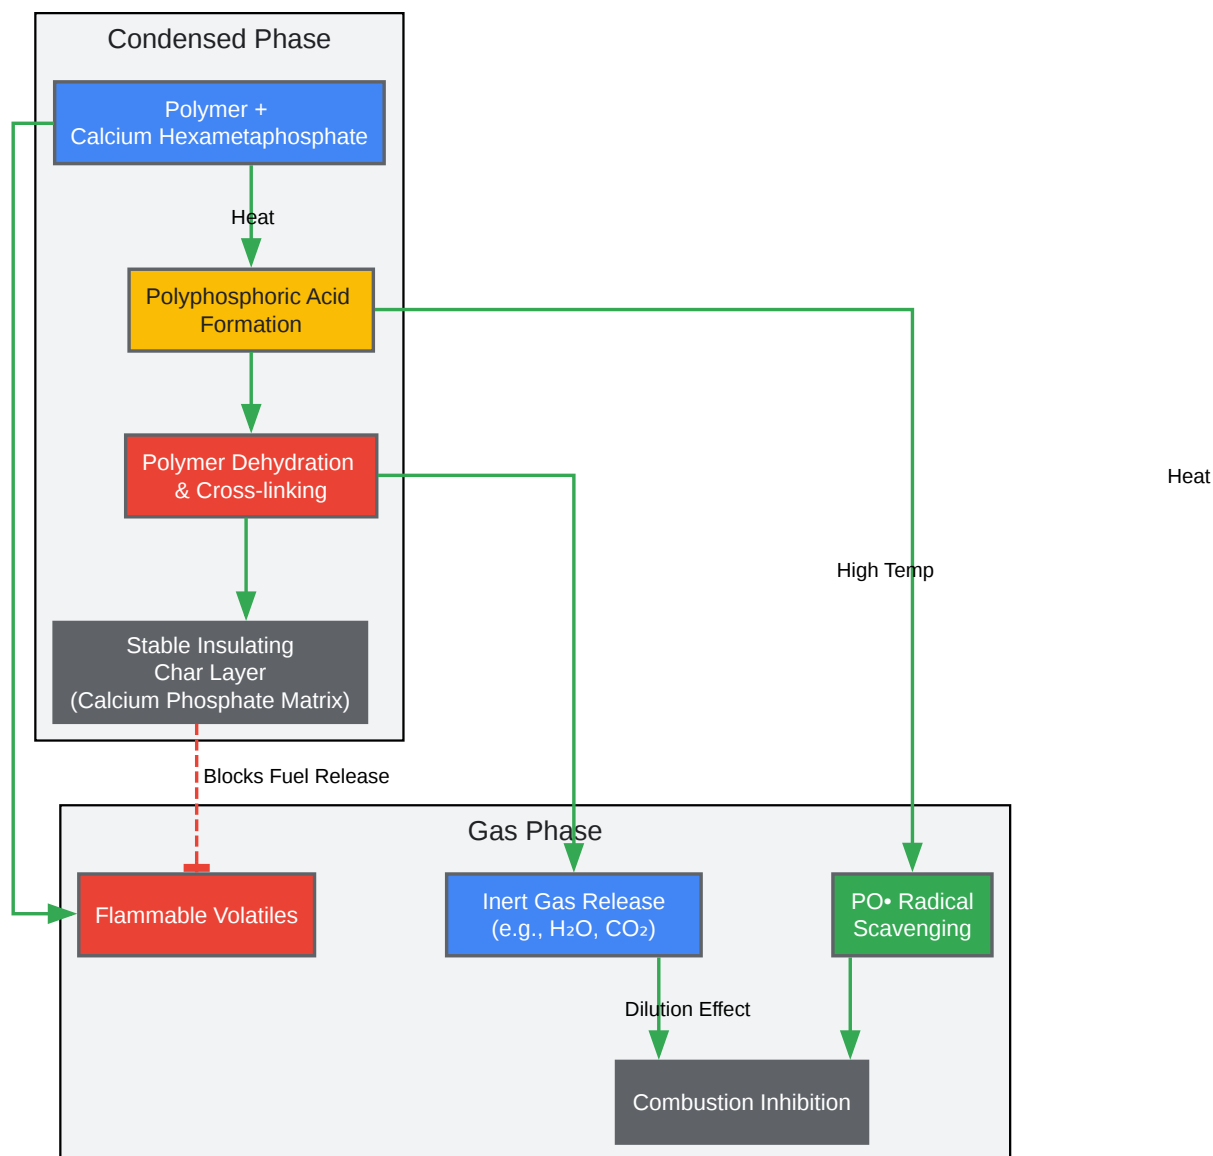 Condensed Phase
Polymer +
Calcium Hexametaphosphate
Heat
Polyphosphoric Acid
Formation
Polymer Dehydration
& Cross-linking
Heat
High Temp
Stable Insulating
Char Layer
(Calcium Phosphate Matrix)
Blocks Fuel Release
Gas Phase
Flammable Volatiles
Inert Gas Release
(e.g., H₂O, CO₂)
PO• Radical
Scavenging
Dilution Effect
Combustion Inhibition